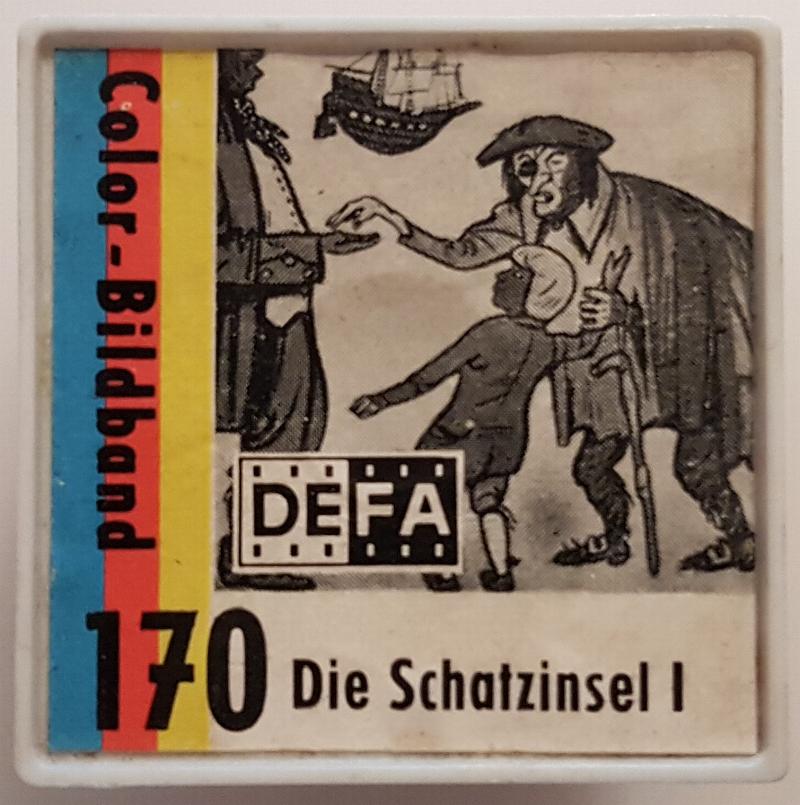 Color-Bildband
DEFA
170 Die Schatzinsel I